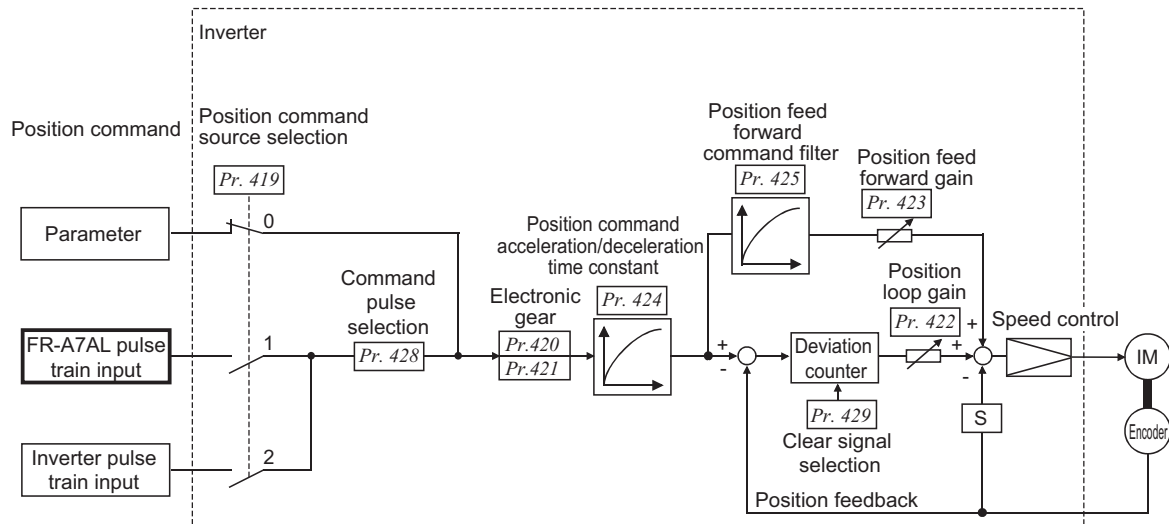 Inverter
Position command
Position command
source selection
Pr. 419
Parameter
0
FR-A7AL pulse
train input
1
Inverter pulse
train input
2
Command
pulse
selection
Pr. 428
Electronic
gear
Pr.420
Pr.421
Position command
acceleration/deceleration
time constant
Pr. 424
Position feed
forward
command filter
Pr. 425
Position feed
forward gain
Pr. 423
+
-
Deviation
counter
Pr. 429
Clear signal
selection
Position
loop gain
Pr. 422
+
+
-
S
Speed control
IM
Encoder
Position feedback